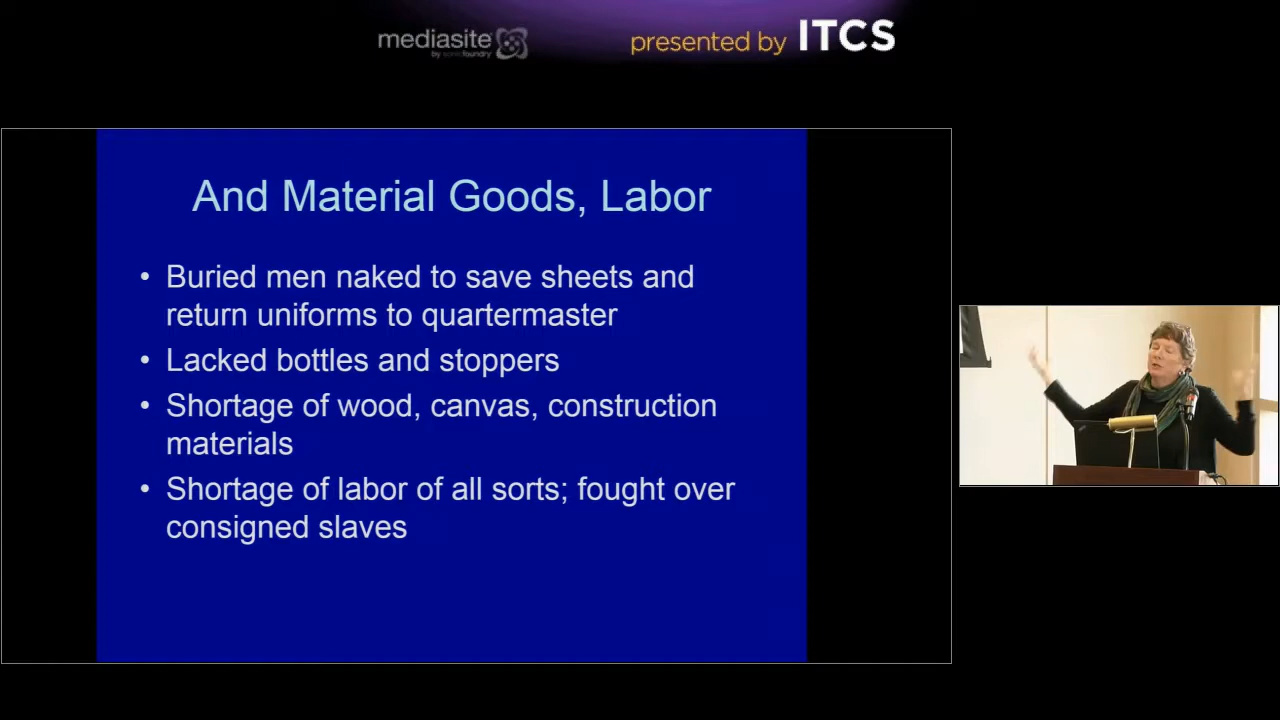 mediasite
by sonicfoundry
presented by ITCS
And Material Goods, Labor
• Buried men naked to save sheets and
return uniforms to quartermaster
• Lacked bottles and stoppers
• Shortage of wood, canvas, construction
materials
• Shortage of labor of all sorts; fought over
consigned slaves